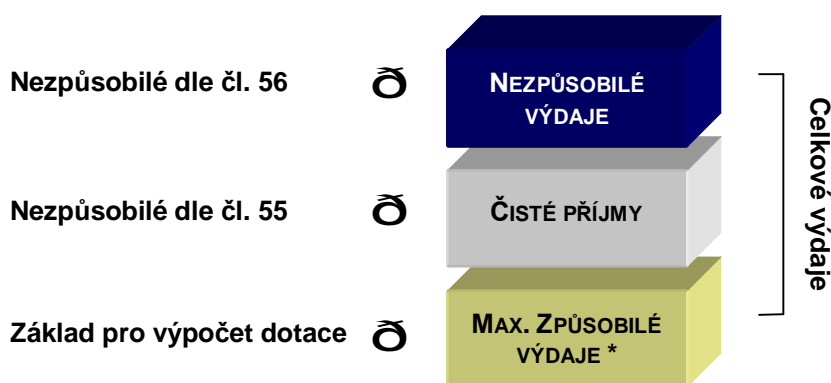 Nezpůsobilé dle čl. 56 ð NEZPŮSOBILÉ
VÝDAJE
Nezpůsobilé dle čl. 55 ð ČISTÉ PŘÍJMY
Základ pro výpočet dotace ð MAX. ZPŮSOBILÉ
VÝDAJE *
Celkové výdaje